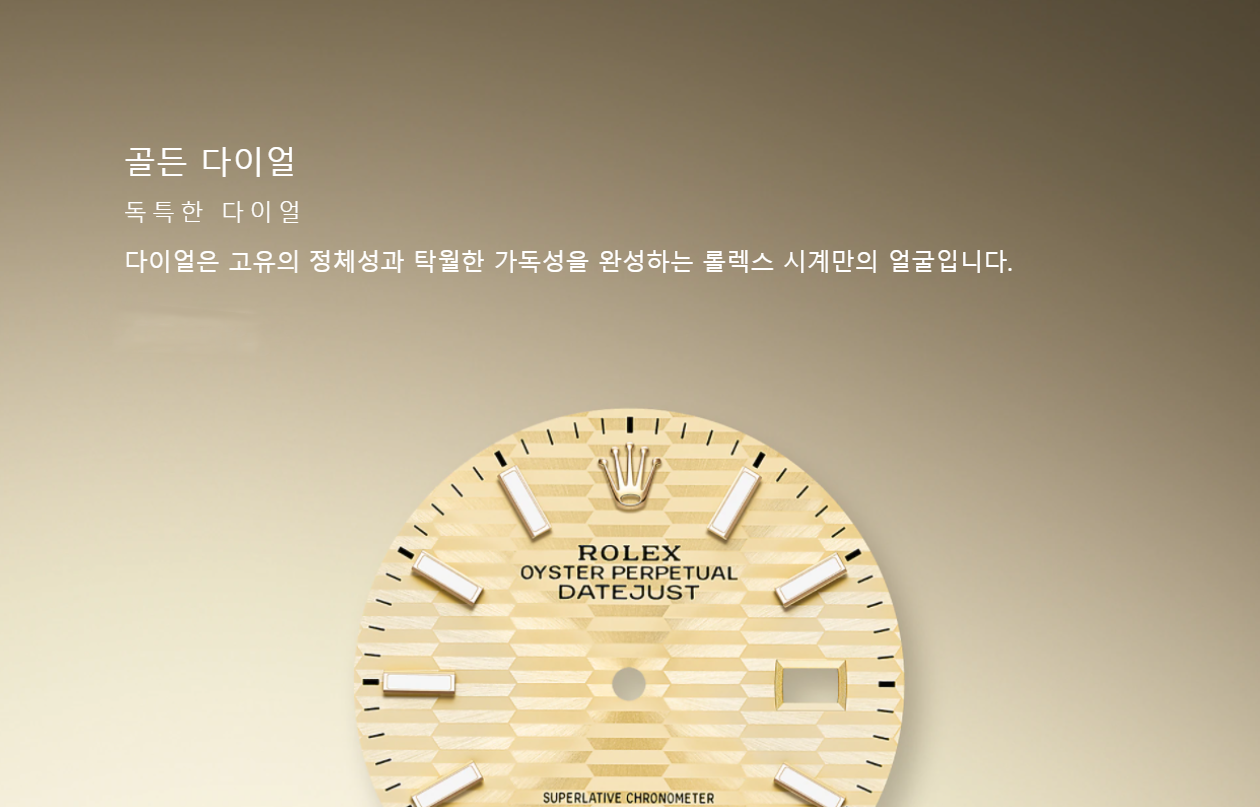 골든 다이얼
독특한 다이얼
다이얼은 고유의 정체성과 탁월한 가독성을 완성하는 롤렉스 시계만의 얼굴입니다.
ROLEX
OYSTER PERPETUAL
DATEJUST
SUPERLATIVE CHRONOMETER